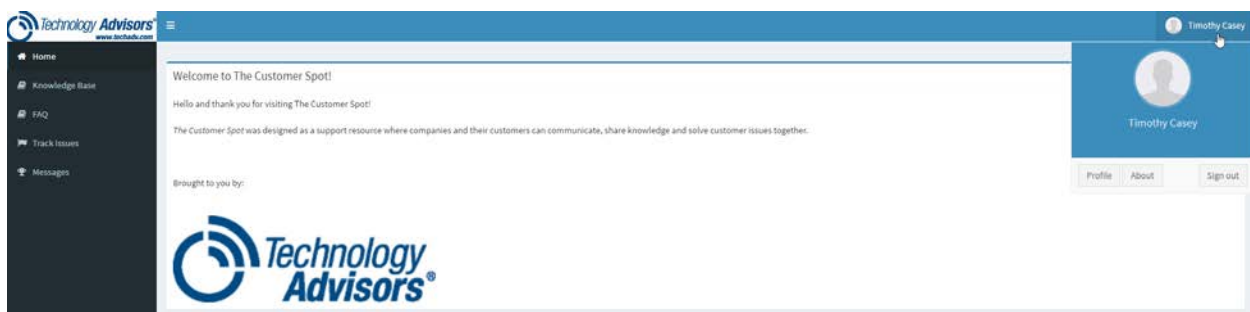 Technology Advisors®
www.techadv.com
Timothy Casey
Home
Knowledge Base
FAQ
Track Issues
Messages
Welcome to The Customer Spot!
Hello and thank you for visiting The Customer Spot!
The Customer Spot was designed as a support resource where companies and their customers can communicate, share knowledge and solve customer issues together.
Brought to you by:
Technology
Advisors®
Timothy Casey
Profile About Sign out